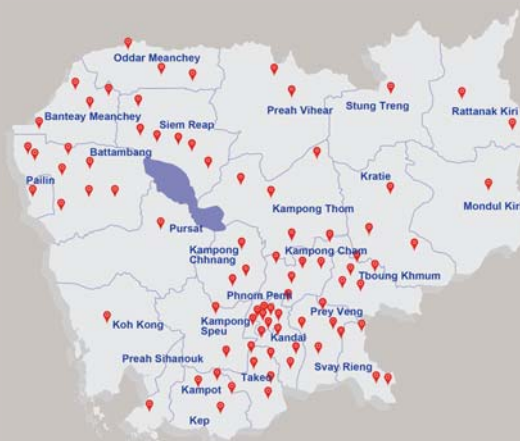 Oddar Meanchey
Preah Vihear
Stung Treng
Rattanak Kiri
Banteay Meanchey
Siem Reap
Battambang
Pailin
Kratie
Mondul Kiri
Kampong Thom
Pursat
Kampong
Chhnang
Kampong Cham
Tboung Khmum
Phnom Penh
Koh Kong
Kampong
Speu
Prey Veng
Kandal
Preah Sihanouk
Takeo
Svay Rieng
Kampot
Kep